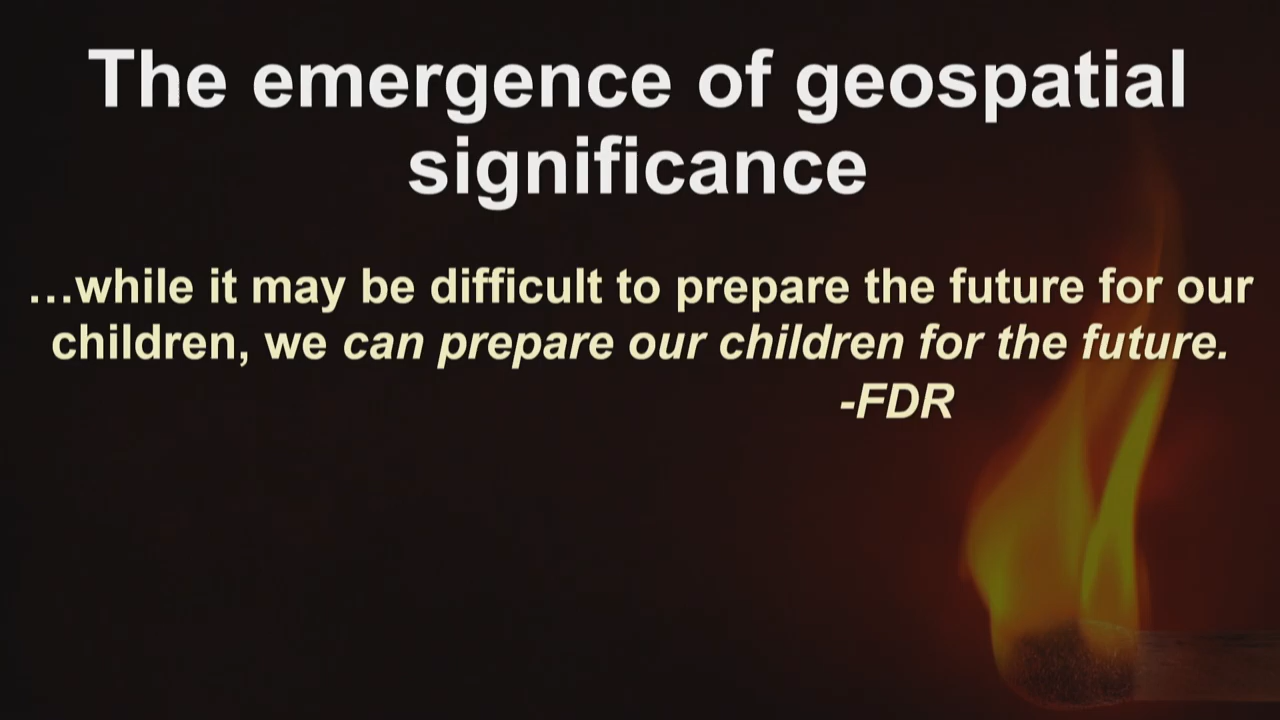 The emergence of geospatial
significance
…while it may be difficult to prepare the future for our
children, we can prepare our children for the future.
-FDR